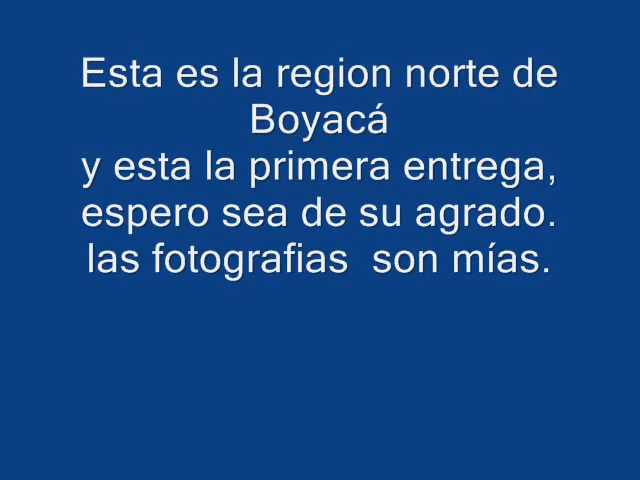 Esta es la region norte de
Boyacá
y esta la primera entrega,
espero sea de su agrado.
las fotografias  son mías.